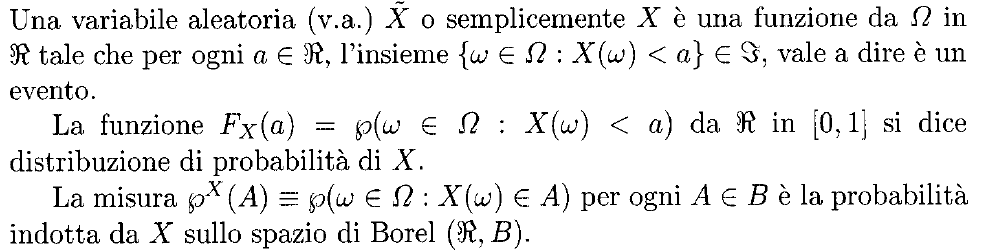 Una variabile aleatoria (v.a.) X̃ o semplicemente X è una funzione da Ω in
ℜ tale che per ogni a ∈ ℜ, l'insieme {ω ∈ Ω : X(ω) < a} ∈ ℑ, vale a dire è un
evento.
La funzione F_X(a) = ℘(ω ∈ Ω : X(ω) < a) da ℜ in [0, 1] si dice
distribuzione di probabilità di X.
La misura ℘^X(A) ≡ ℘(ω ∈ Ω : X(ω) ∈ A) per ogni A ∈ B è la probabilità
indotta da X sullo spazio di Borel (ℜ, B).